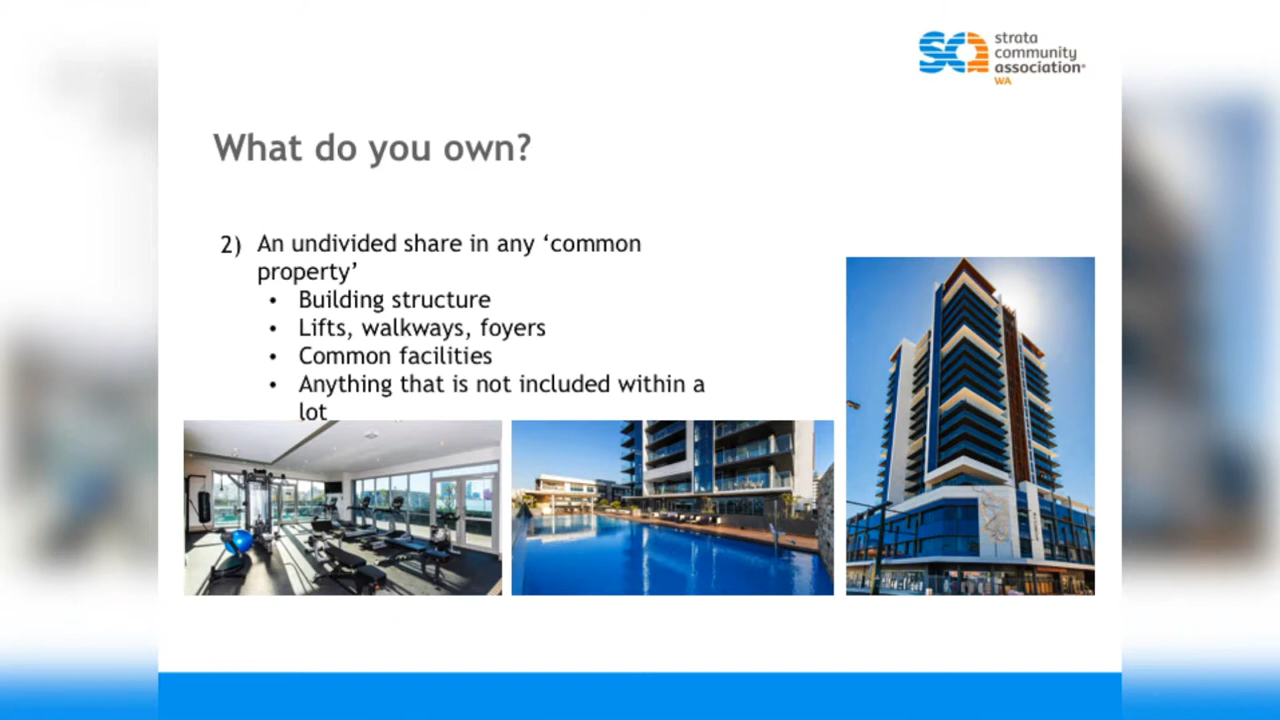 strata
community
association
WA
What do you own?
2) An undivided share in any ‘common
property’
• Building structure
• Lifts, walkways, foyers
• Common facilities
• Anything that is not included within a
lot